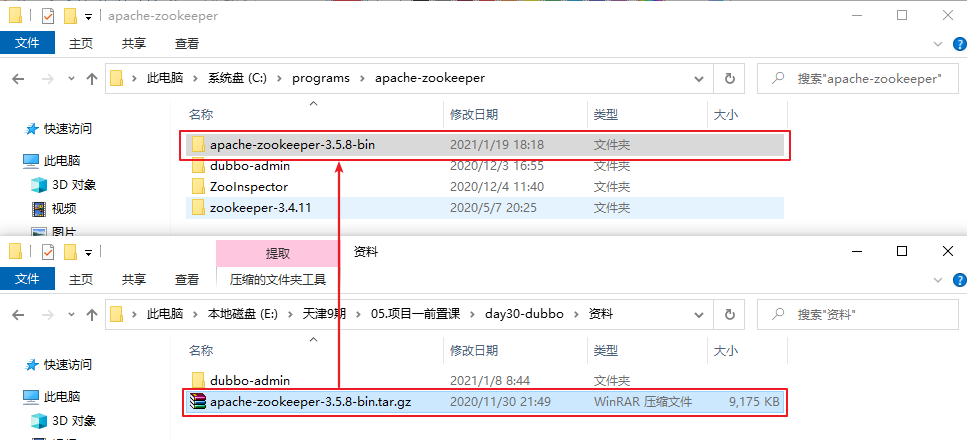 apache-zookeeper
文件 主页 共享 查看
此电脑 系统盘 (C:) programs apache-zookeeper 搜索"apache-zookeeper"
名称 修改日期 类型 大小
快速访问
apache-zookeeper-3.5.8-bin 2021/1/19 18:18 文件夹
此电脑
dubbo-admin 2020/12/3 16:55 文件夹
3D 对象
ZooInspector 2020/12/4 11:40 文件夹
视频
zookeeper-3.4.11 2020/5/7 20:25 文件夹
图片
提取 资料
文件 主页 共享 查看 压缩的文件夹工具
此电脑 本地磁盘 (E:) 天津9期 05.项目一前置课 day30-dubbo 资料 搜索"资料"
名称 修改日期 类型 大小
快速访问
dubbo-admin 2021/1/8 8:44 文件夹
此电脑
apache-zookeeper-3.5.8-bin.tar.gz 2020/11/30 21:49 WinRAR 压缩文件 9,175 KB
3D 对象